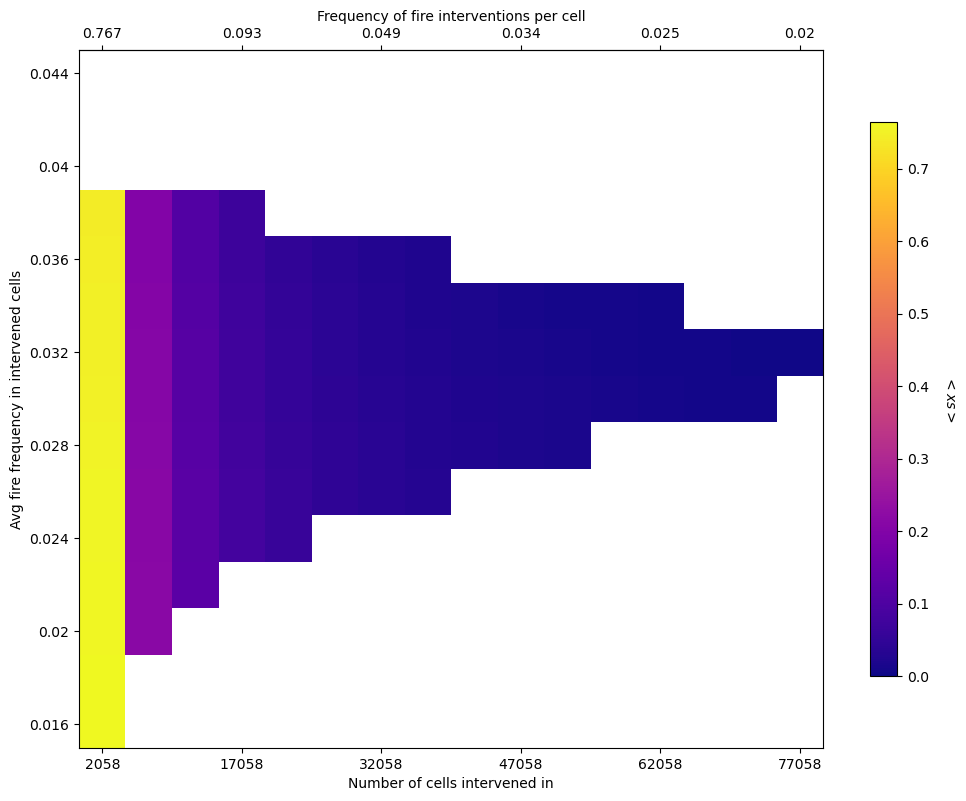 Frequency of fire interventions per cell
0.767 0.093 0.049 0.034 0.025 0.02
0.044
0.04
0.036
0.032
0.028
0.024
0.02
0.016
Avg fire frequency in intervened cells
2058 17058 32058 47058 62058 77058
Number of cells intervened in
0.7
0.6
0.5
0.4
0.3
0.2
0.1
0.0
<xs>